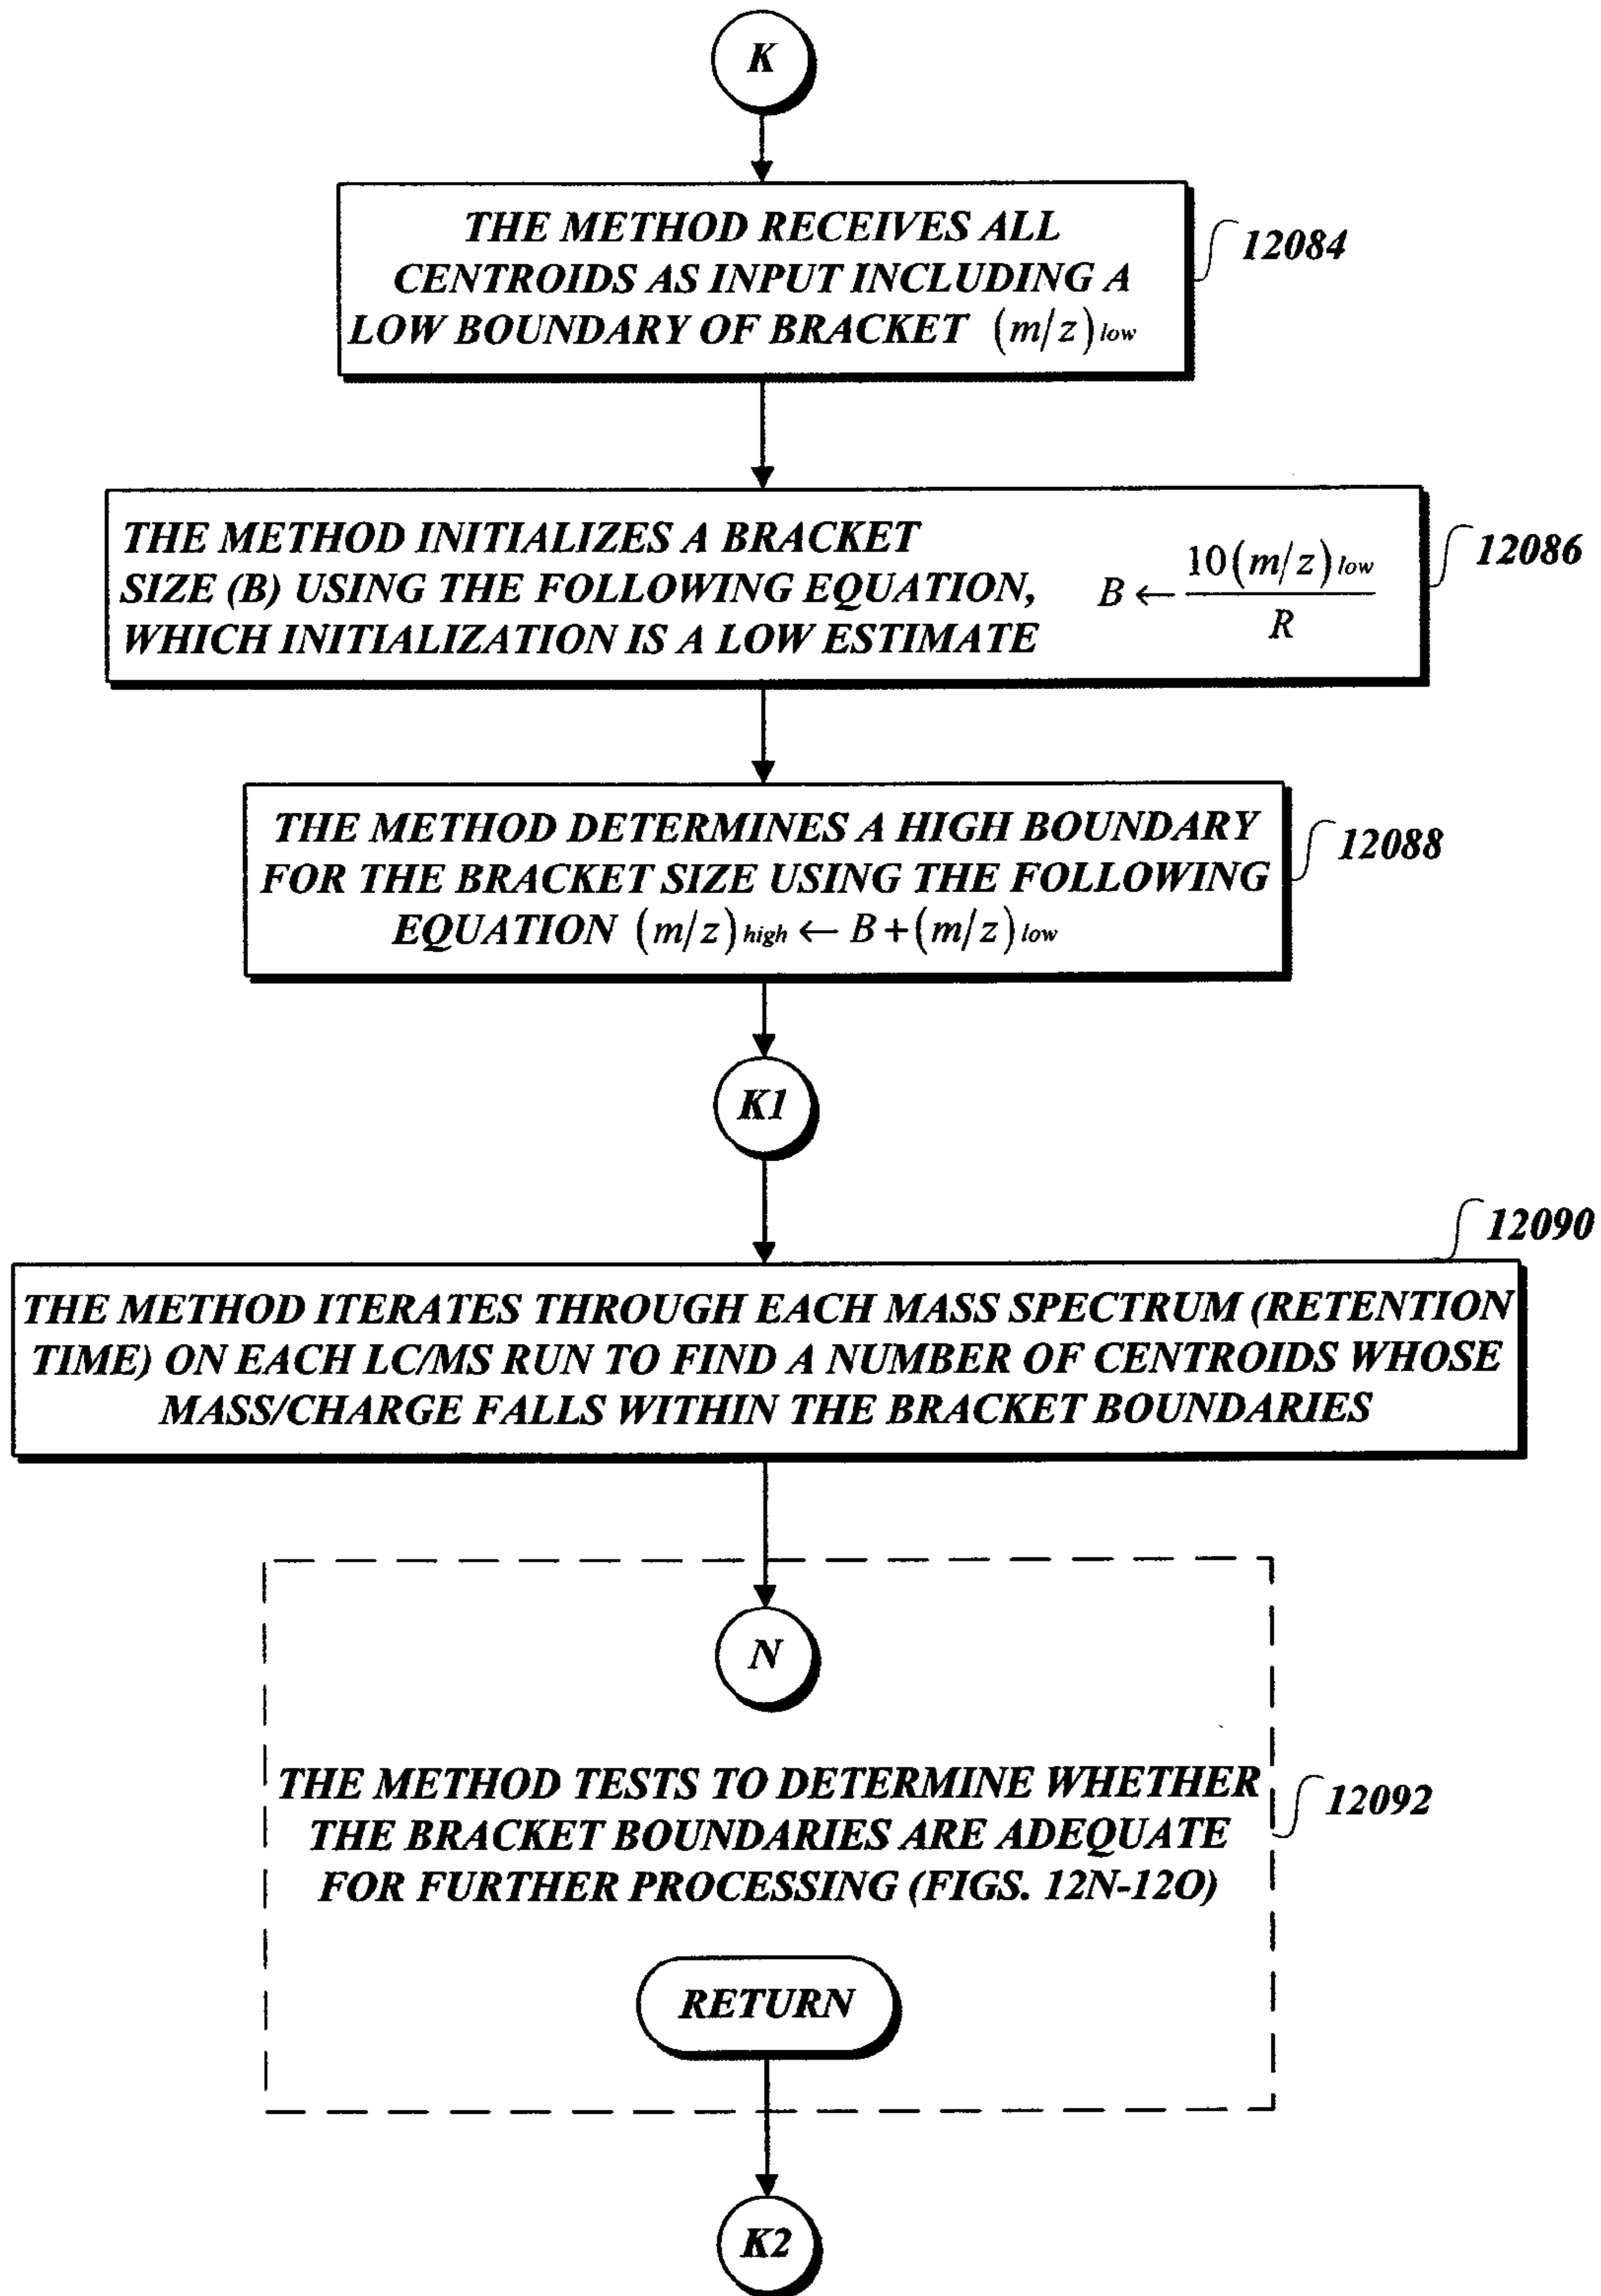 K
THE METHOD RECEIVES ALL
CENTROIDS AS INPUT INCLUDING A
LOW BOUNDARY OF BRACKET (m/z)low
12084
THE METHOD INITIALIZES A BRACKET
SIZE (B) USING THE FOLLOWING EQUATION,
WHICH INITIALIZATION IS A LOW ESTIMATE
B ← 10(m/z)low / R
12086
THE METHOD DETERMINES A HIGH BOUNDARY
FOR THE BRACKET SIZE USING THE FOLLOWING
EQUATION (m/z)high ← B+(m/z)low
12088
K1
12090
THE METHOD ITERATES THROUGH EACH MASS SPECTRUM (RETENTION
TIME) ON EACH LC/MS RUN TO FIND A NUMBER OF CENTROIDS WHOSE
MASS/CHARGE FALLS WITHIN THE BRACKET BOUNDARIES
N
THE METHOD TESTS TO DETERMINE WHETHER
THE BRACKET BOUNDARIES ARE ADEQUATE
FOR FURTHER PROCESSING (FIGS. 12N-12O)
12092
RETURN
K2